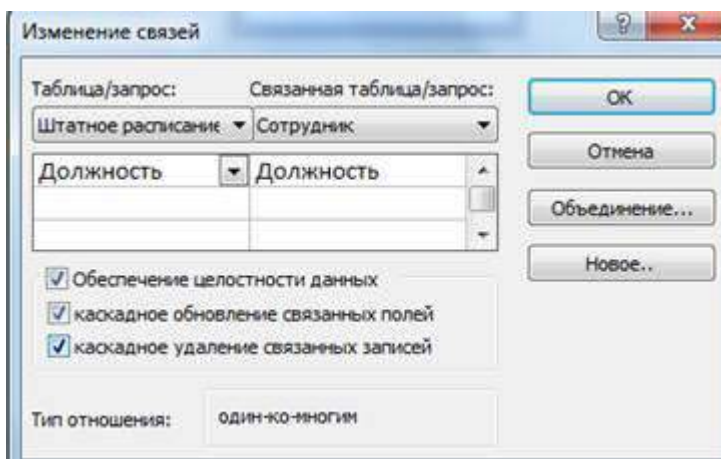 Изменение связей
Таблица/запрос: Связанная таблица/запрос:
Штатное расписание Сотрудник
Должность Должность
Обеспечение целостности данных
каскадное обновление связанных полей
каскадное удаление связанных записей
Тип отношения: один-ко-многим
ОК
Отмена
Объединение...
Новое..